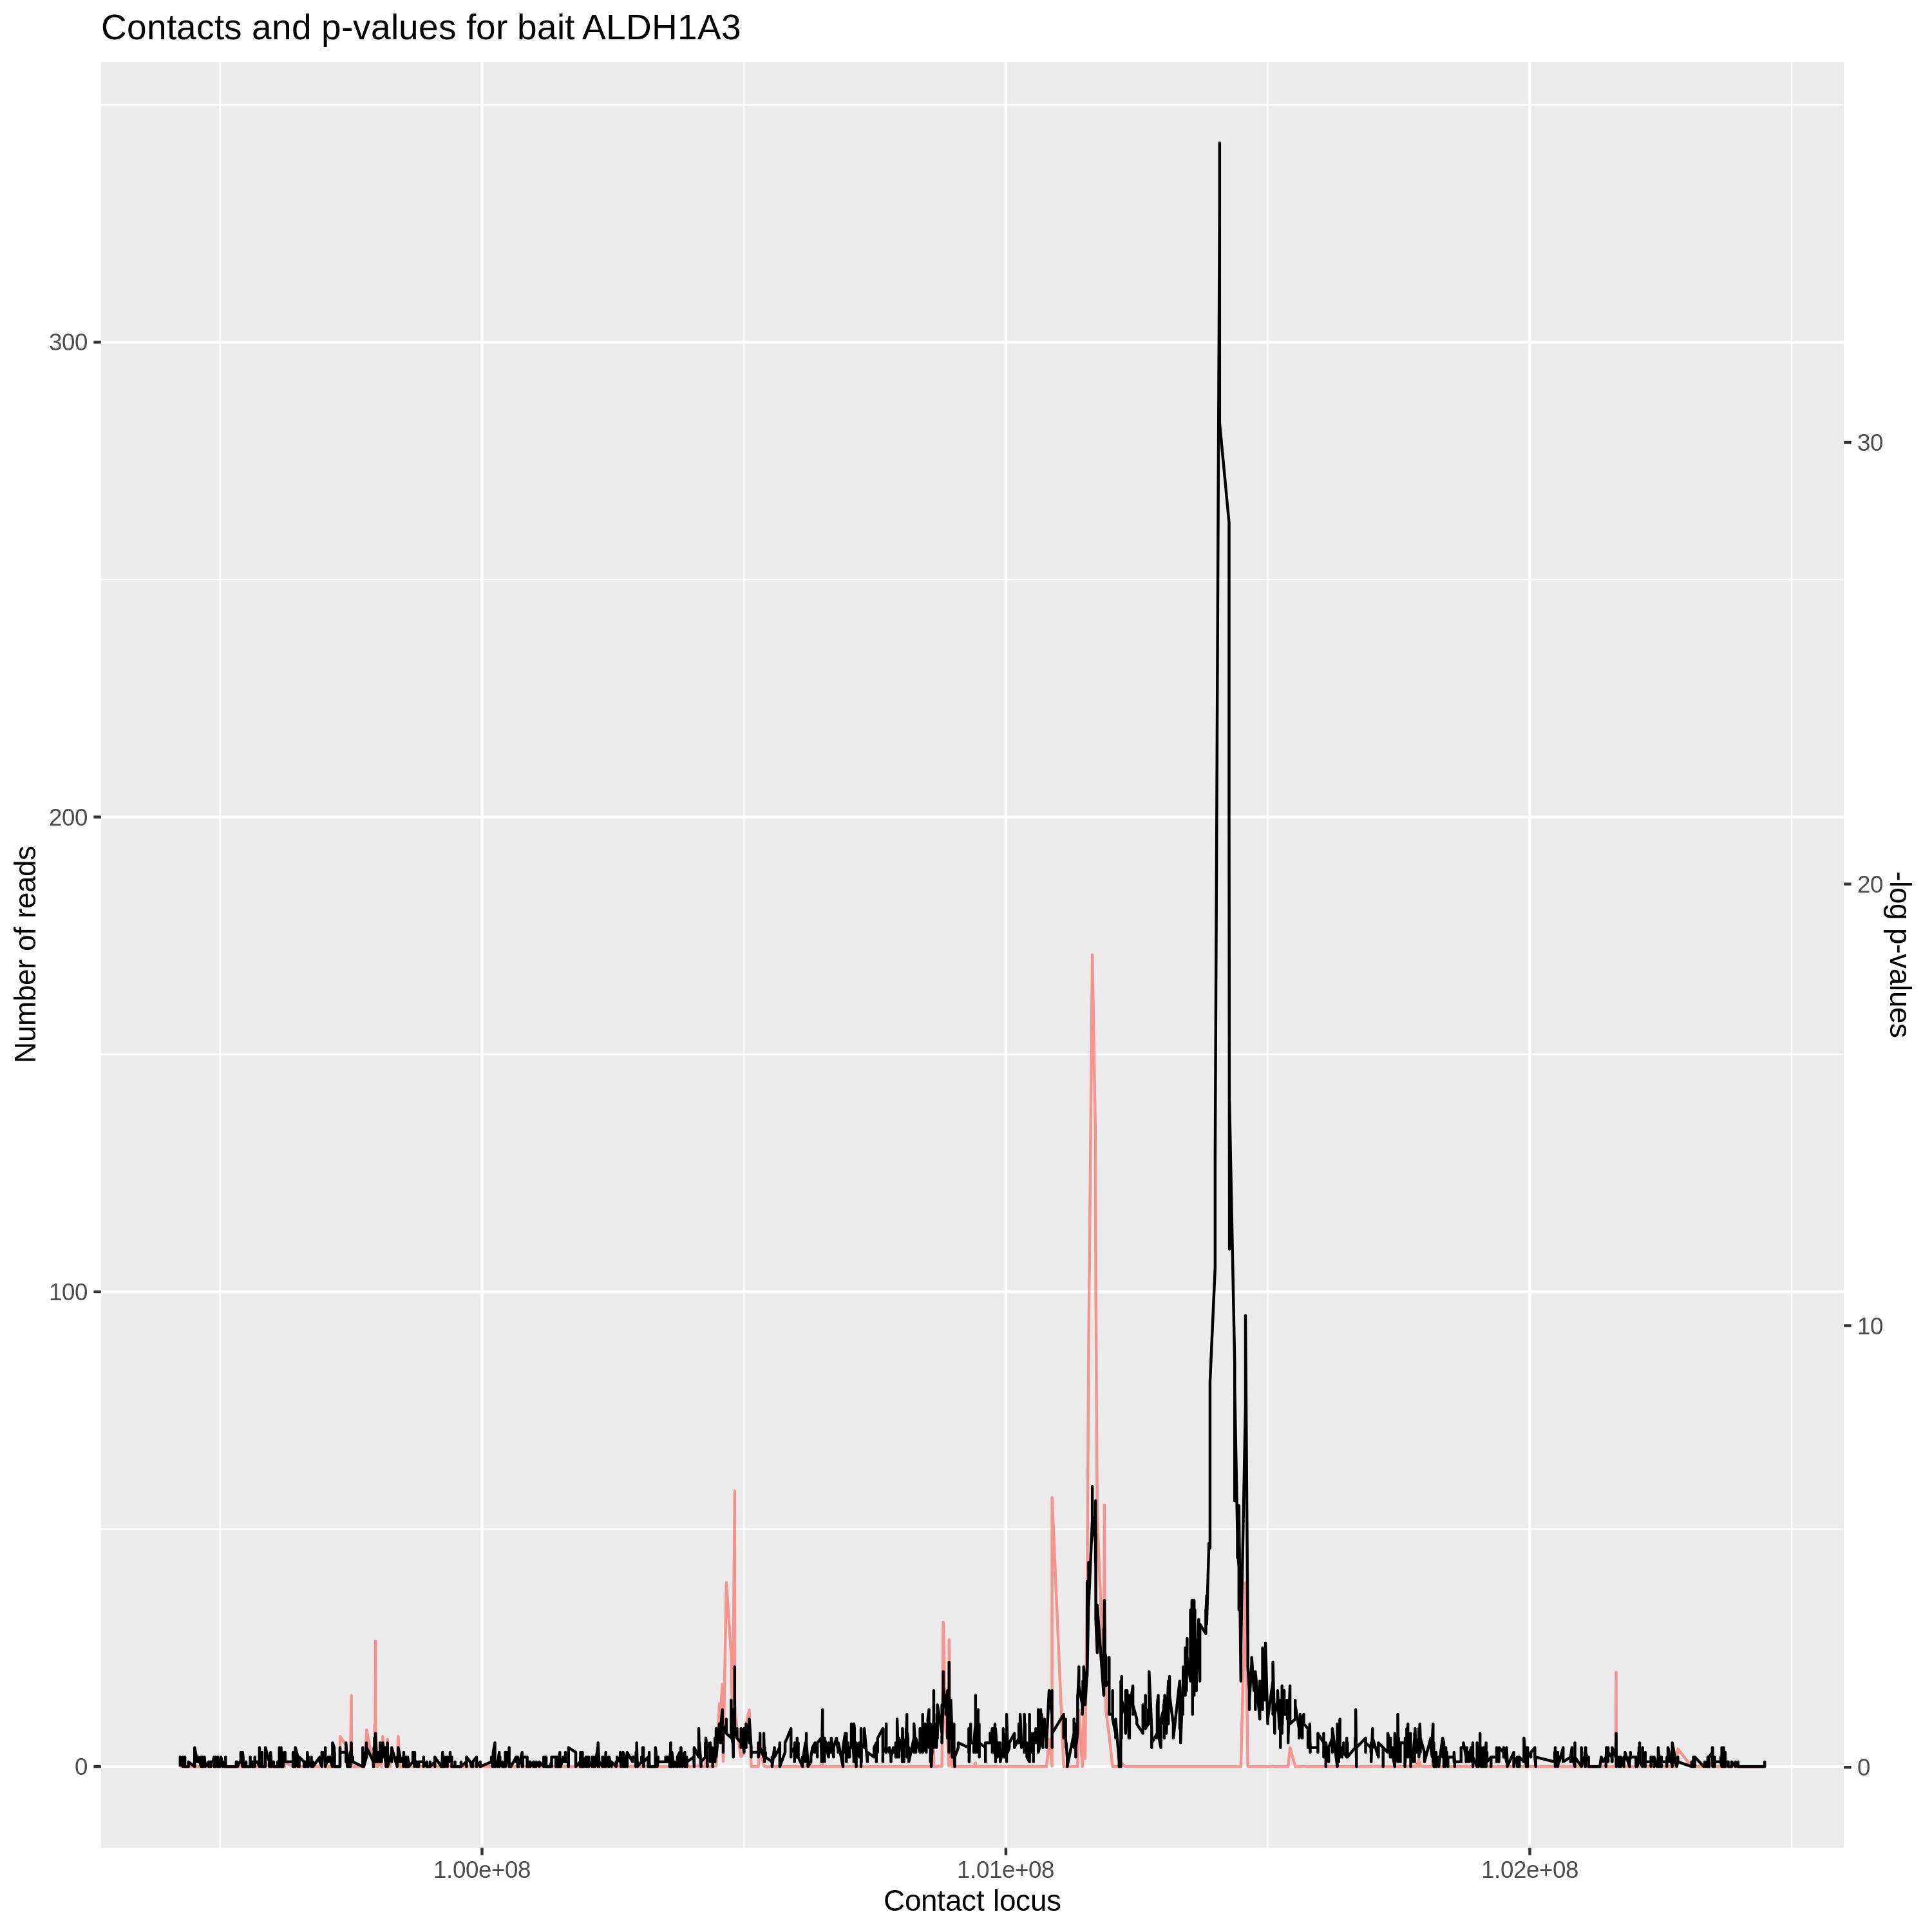 Contacts and p-values for bait ALDH1A3
Number of reads
300
200
100
0
30
20
10
0
-log p-values
1.00e+08
1.01e+08
1.02e+08
Contact locus